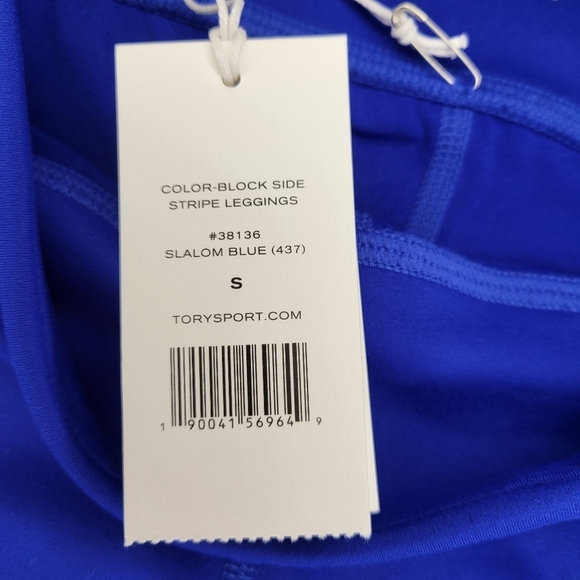 COLOR-BLOCK SIDE
STRIPE LEGGINGS
#38136
SLALOM BLUE (437)
S
TORYSPORT.COM
1 90041 56964 9